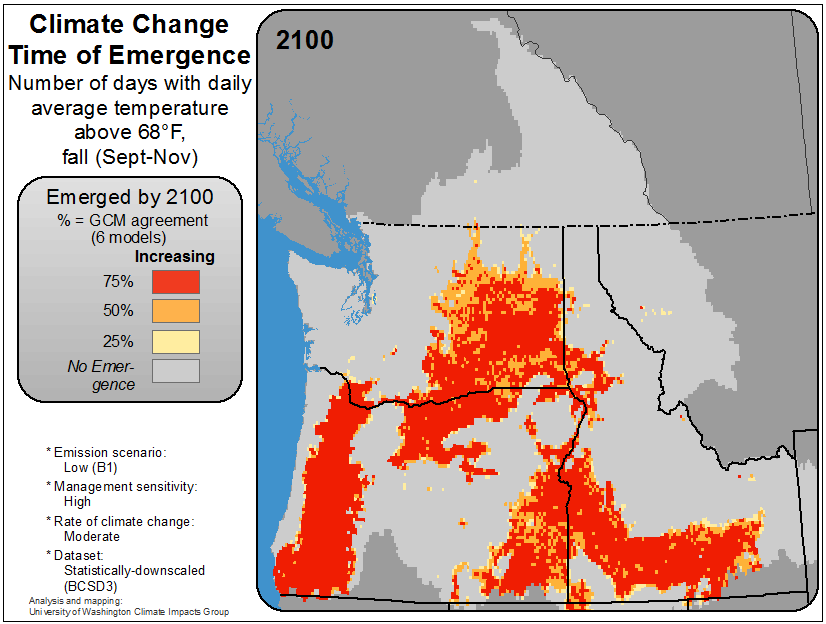 Climate Change
Time of Emergence
Number of days with daily
average temperature
above 68°F,
fall (Sept-Nov)
Emerged by 2100
% = GCM agreement
(6 models)
Increasing
75%
50%
25%
No Emer-
gence
* Emission scenario:
Low (B1)
* Management sensitivity:
High
* Rate of climate change:
Moderate
* Dataset:
Statistically-downscaled
(BCSD3)
Analysis and mapping:
University of Washington Climate Impacts Group
2100